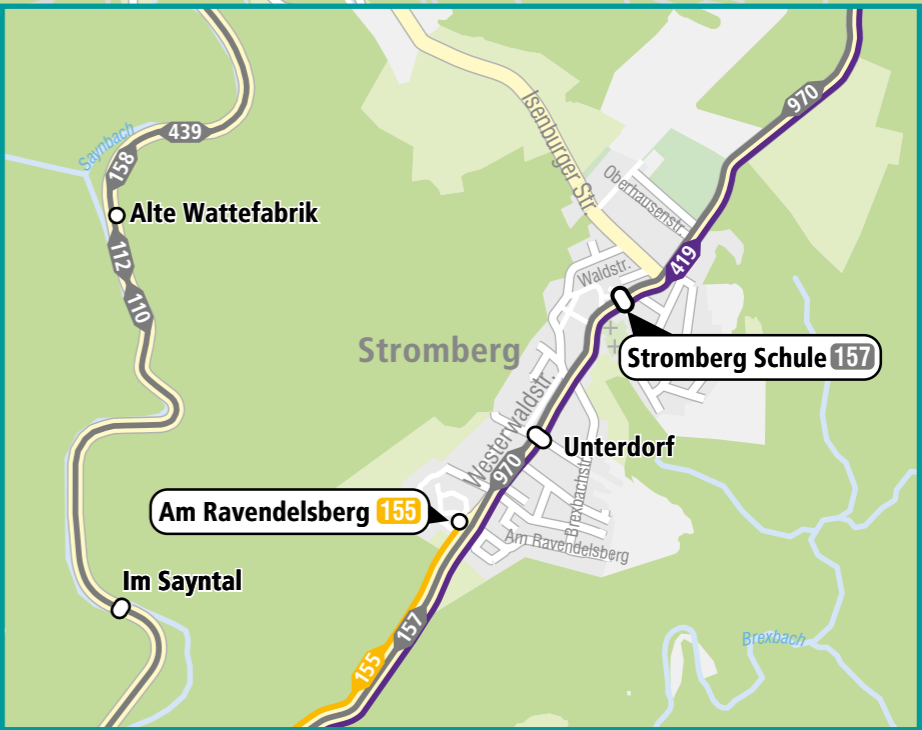 970
Isenburger Str.
439
Saynbach
158
Oberhausenstr.
Alte Wattefabrik
112
419
Waldstr.
110
Stromberg
Stromberg Schule 157
Westerwaldstr.
Unterdorf
970
Brexbachstr.
Am Ravendelsberg 155
Am Ravendelsberg
Im Sayntal
157
Brexbach
155